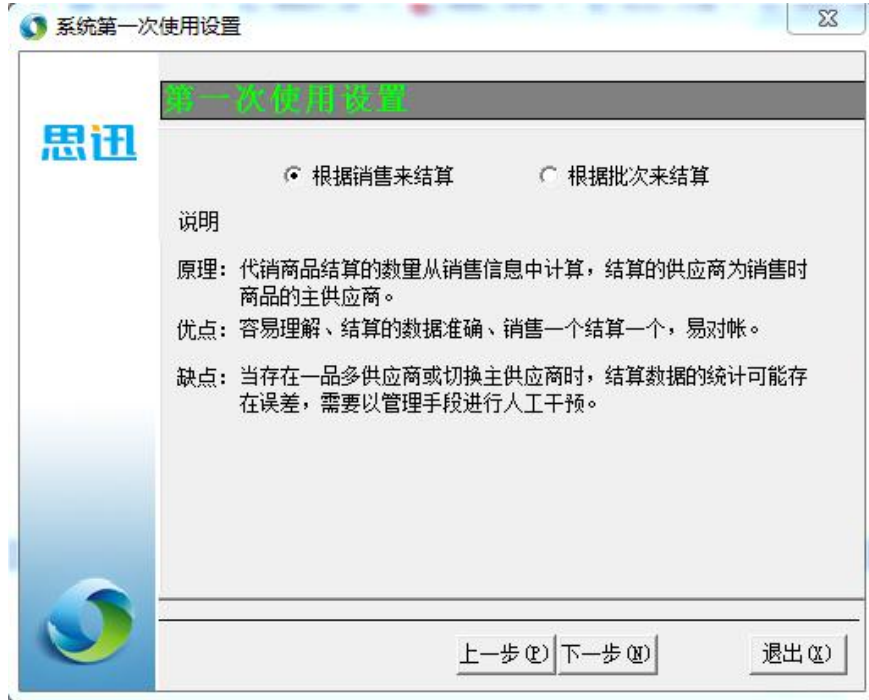 系统第一次使用设置
第一次使用设置
思迅
根据销售来结算 根据批次来结算
说明
原理：代销商品结算的数量从销售信息中计算，结算的供应商为销售时
商品的主供应商。
优点：容易理解、结算的数据准确、销售一个结算一个，易对帐。
缺点：当存在一品多供应商或切换主供应商时，结算数据的统计可能存
在误差，需要以管理手段进行人工干预。
上一步(P) 下一步(N) 退出(X)